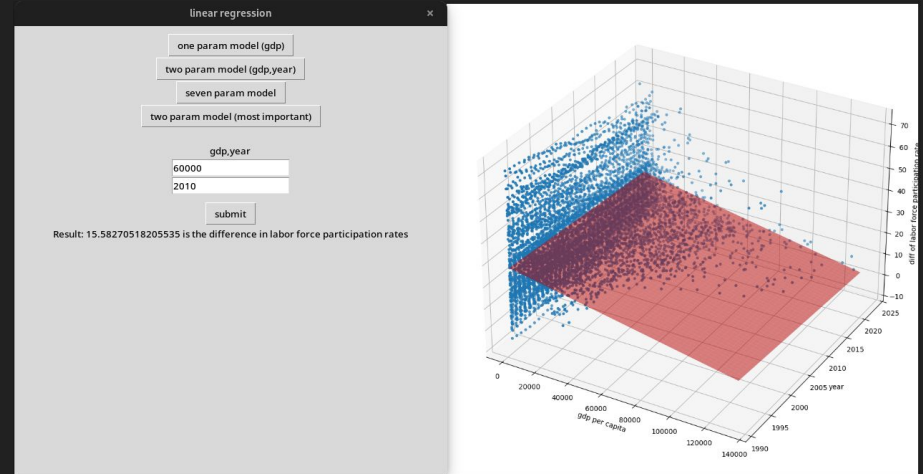 linear regression ×
one param model (gdp)
two param model (gdp,year)
seven param model
two param model (most important)
gdp,year
60000
2010
submit
Result: 15.58270518205535 is the difference in labor force participation rates
70
60
50
40
30
20
10
0
−10
diff of labor force participation rate
2025
2020
2015
2010
2005
2000
1995
1990
year
0
20000
40000
60000
80000
100000
120000
140000
gdp per capita